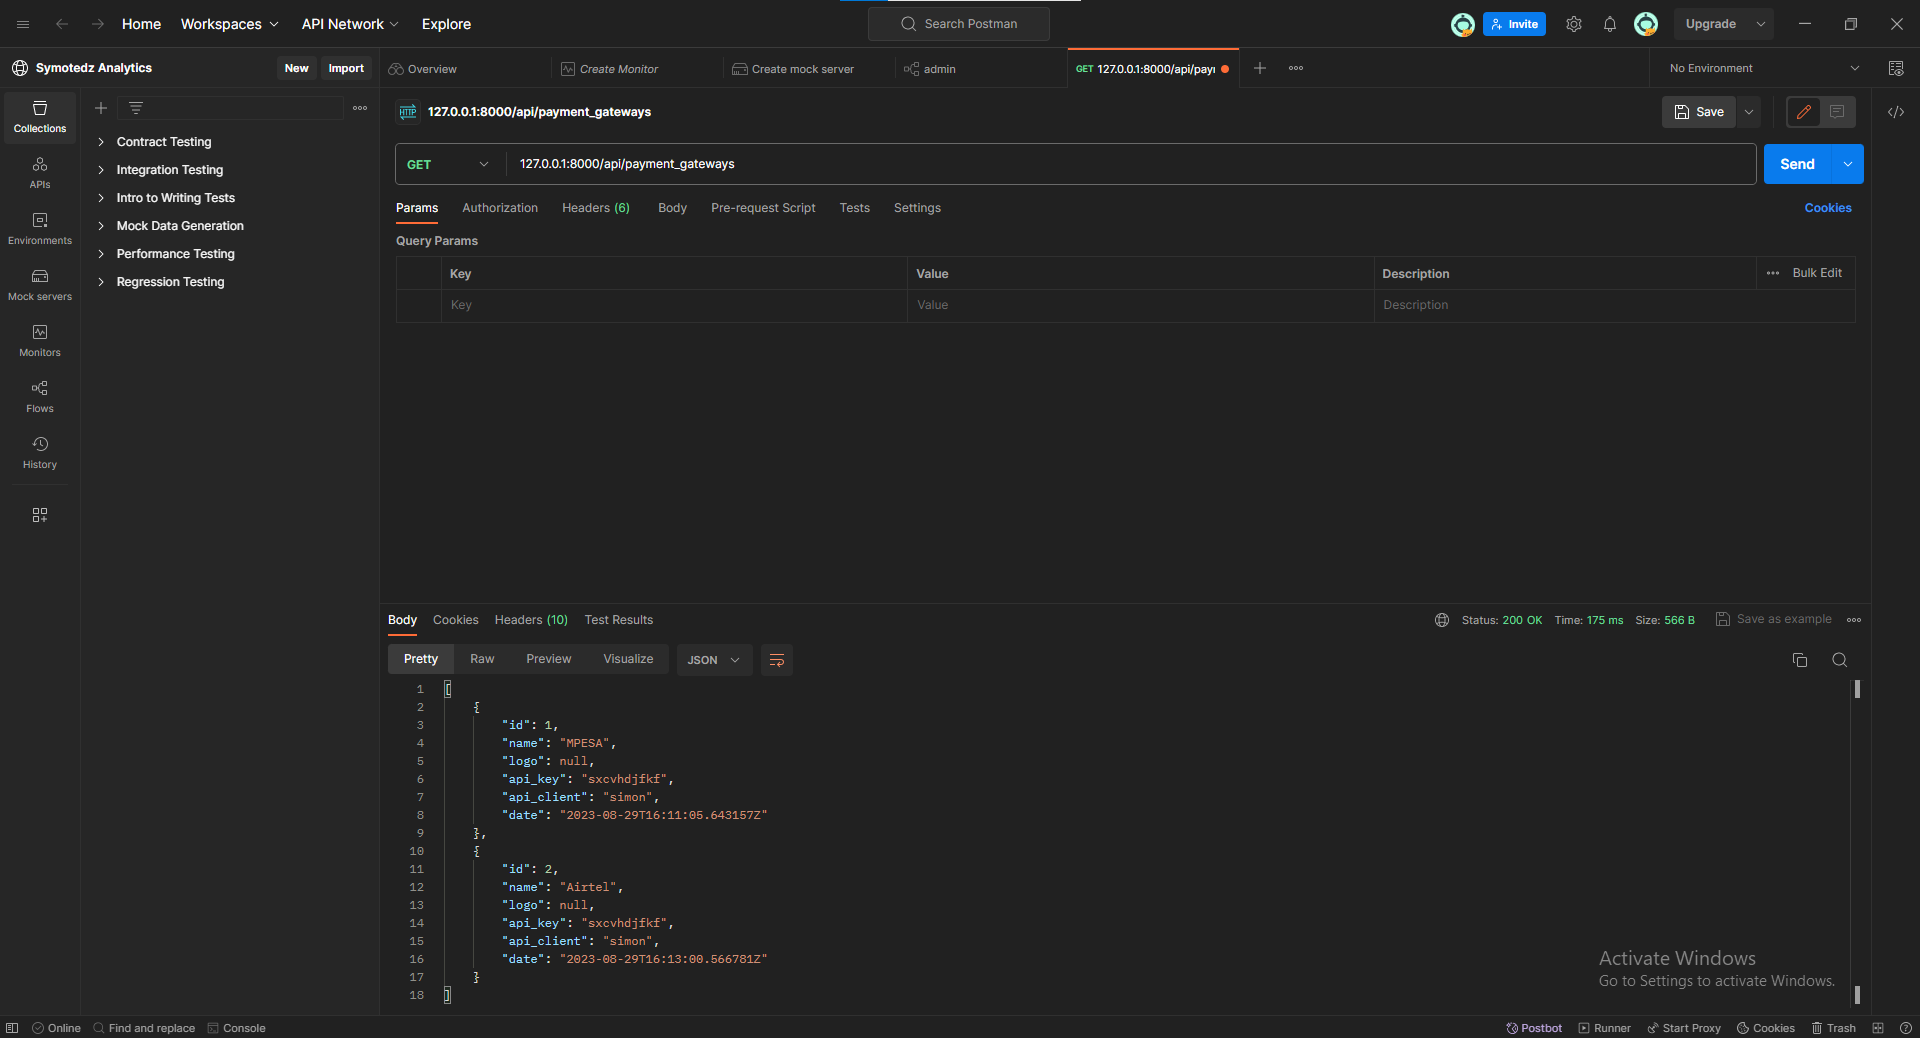 Home Workspaces API Network Explore Search Postman Invite Upgrade
Symotedz Analytics New Import Overview Create Monitor Create mock server admin GET 127.0.0.1:8000/api/payı No Environment
Collections
APIs
Environments
Mock servers
Monitors
Flows
History
Contract Testing
Integration Testing
Intro to Writing Tests
Mock Data Generation
Performance Testing
Regression Testing
HTTP 127.0.0.1:8000/api/payment_gateways Save
GET 127.0.0.1:8000/api/payment_gateways Send
Params Authorization Headers (6) Body Pre-request Script Tests Settings Cookies
Query Params
Key Value Description Bulk Edit
Key Value Description
Body Cookies Headers (10) Test Results Status: 200 OK Time: 175 ms Size: 566 B Save as example
Pretty Raw Preview Visualize JSON
1 [
2 {
3 "id": 1,
4 "name": "MPESA",
5 "logo": null,
6 "api_key": "sxcvhdjfkf",
7 "api_client": "simon",
8 "date": "2023-08-29T16:11:05.643157Z"
9 },
10 {
11 "id": 2,
12 "name": "Airtel",
13 "logo": null,
14 "api_key": "sxcvhdjfkf",
15 "api_client": "simon",
16 "date": "2023-08-29T16:13:00.566781Z"
17 }
18 ]
Activate Windows
Go to Settings to activate Windows.
Online Find and replace Console Postbot Runner Start Proxy Cookies Trash